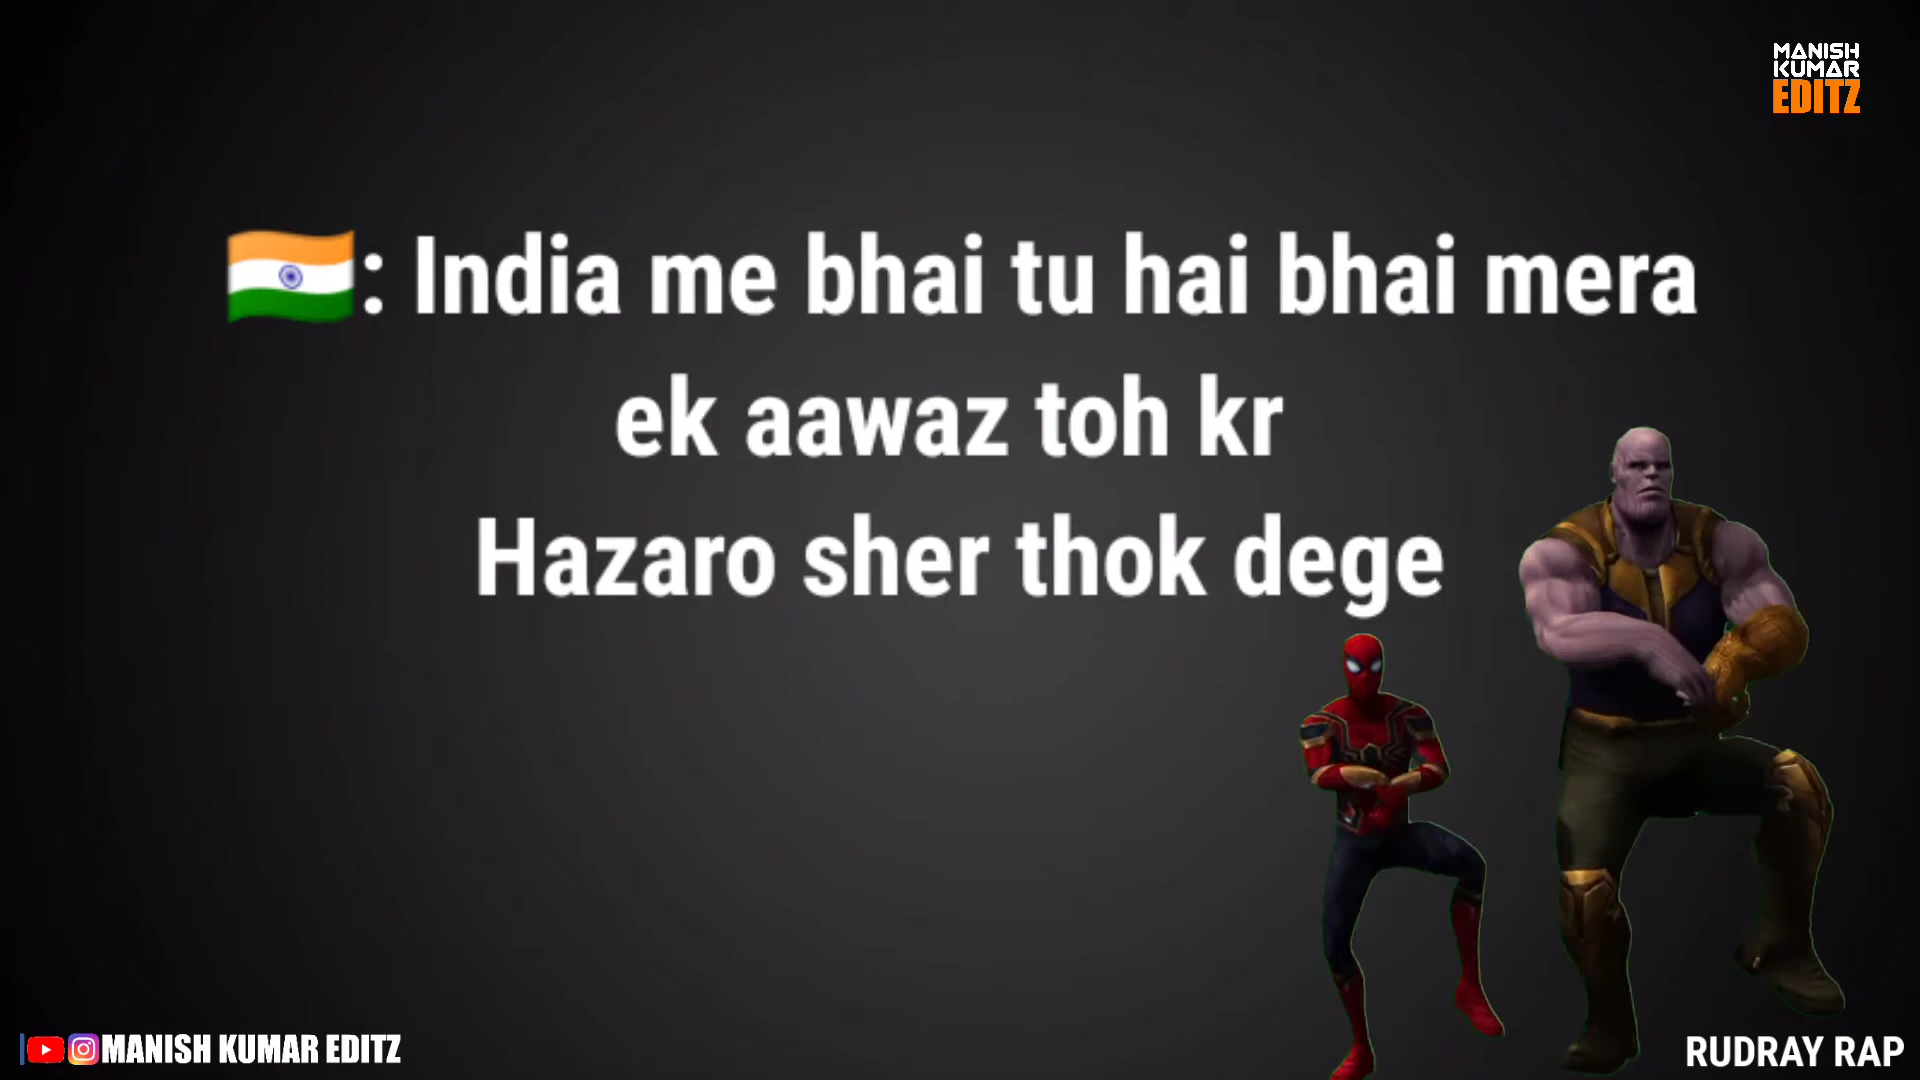 MANISH
KUMAR
EDITZ
🇮🇳: India me bhai tu hai bhai mera
ek aawaz toh kr
Hazaro sher thok dege
MANISH KUMAR EDITZ
RUDRAY RAP